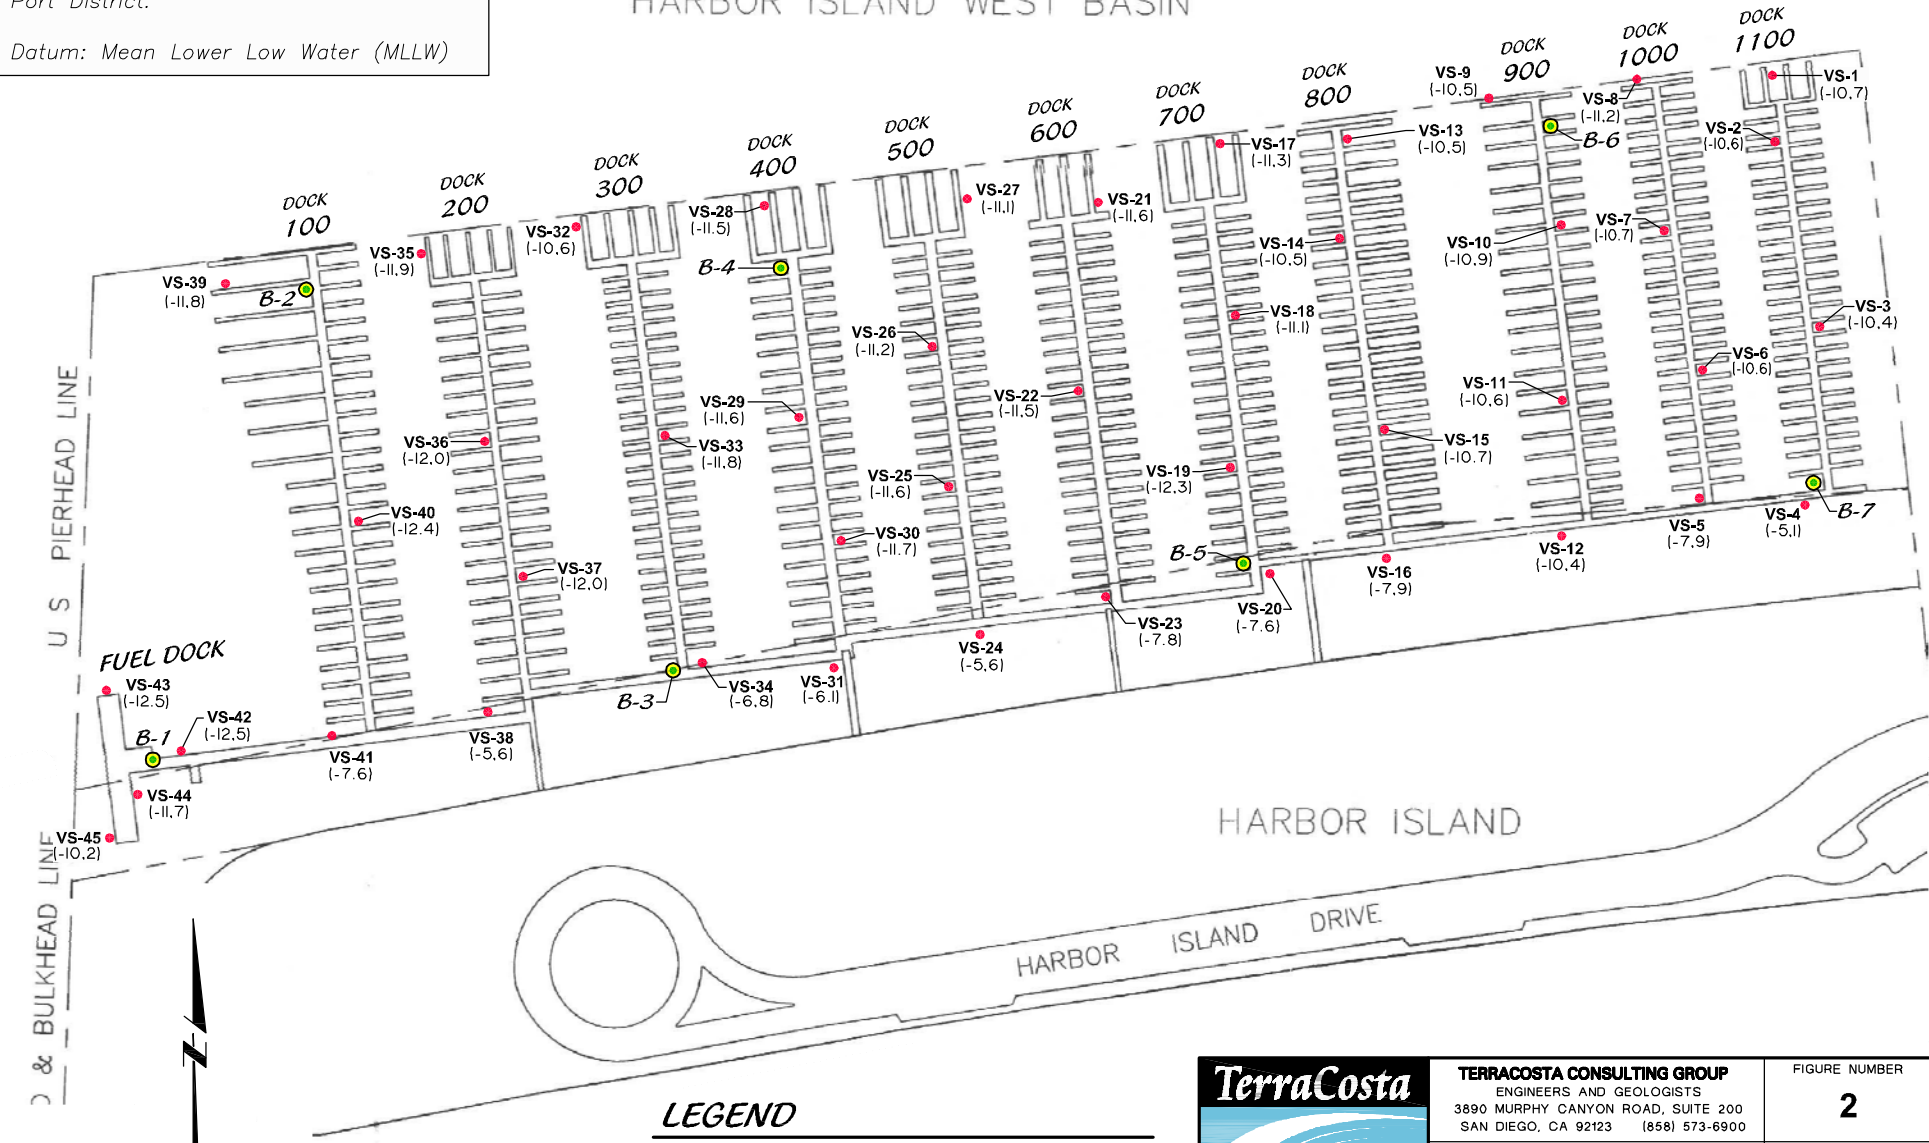 Port District.
Datum: Mean Lower Low Water (MLLW)
HARBOR ISLAND WEST BASIN
DOCK
100
DOCK
200
DOCK
300
DOCK
400
DOCK
500
DOCK
600
DOCK
700
DOCK
800
DOCK
900
DOCK
1000
DOCK
1100
VS-1
(-10.7)
VS-2
(-10.6)
VS-3
(-10.4)
VS-4
(-5.1)
VS-5
(-7.9)
VS-6
(-10.6)
VS-7
(-10.7)
VS-8
(-11.2)
VS-9
(-10.5)
VS-10
(-10.9)
VS-11
(-10.6)
VS-12
(-10.4)
VS-13
(-10.5)
VS-14
(-10.5)
VS-15
(-10.7)
VS-16
(-7.9)
VS-17
(-11.3)
VS-18
(-11.1)
VS-19
(-12.3)
VS-20
(-7.6)
VS-21
(-11.6)
VS-22
(-11.5)
VS-23
(-7.8)
VS-24
(-5.6)
VS-25
(-11.6)
VS-26
(-11.2)
VS-27
(-11.1)
VS-28
(-11.5)
VS-29
(-11.6)
VS-30
(-11.7)
VS-31
(-6.1)
VS-32
(-10.6)
VS-33
(-11.8)
VS-34
(-6.8)
VS-35
(-11.9)
VS-36
(-12.0)
VS-37
(-12.0)
VS-38
(-5.6)
VS-39
(-11.8)
VS-40
(-12.4)
VS-41
(-7.6)
VS-42
(-12.5)
VS-43
(-12.5)
VS-44
(-11.7)
VS-45
(-10.2)
B-1
B-2
B-3
B-4
B-5
B-6
B-7
FUEL DOCK
U S PIERHEAD LINE
& BULKHEAD LINE
HARBOR ISLAND
HARBOR ISLAND DRIVE
N
LEGEND
TerraCosta
TERRACOSTA CONSULTING GROUP
ENGINEERS AND GEOLOGISTS
3890 MURPHY CANYON ROAD, SUITE 200
SAN DIEGO, CA 92123 (858) 573-6900
FIGURE NUMBER
2